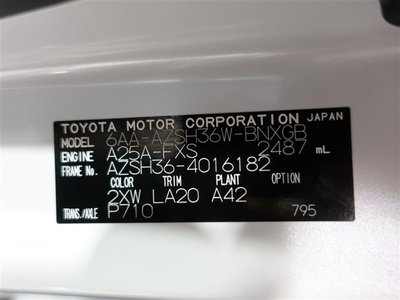 TOYOTA MOTOR CORPORATION JAPAN
MODEL 6AA-AZSH36W-BNXGB
ENGINE A25A-FXS 2487 mL
FRAME No. AZSH36-4016182
COLOR TRIM PLANT OPTION
2XW LA20 A42
TRANS./AXLE P710 795